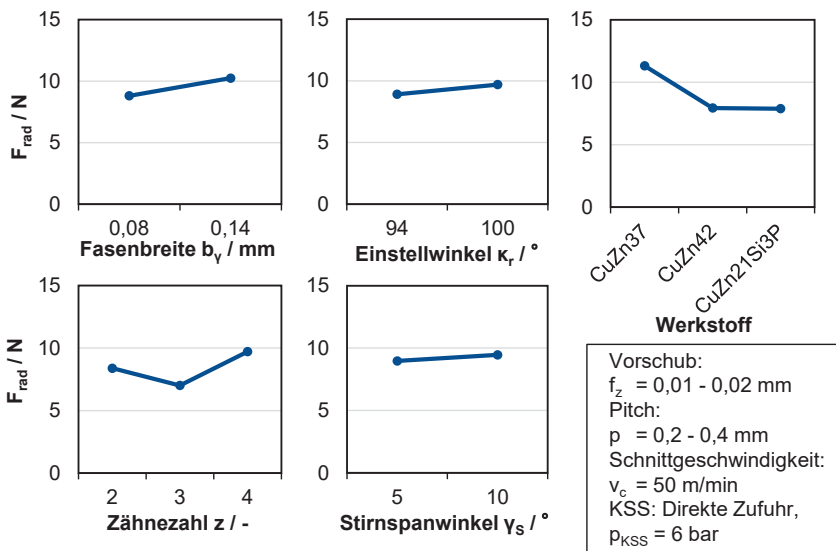 15
10
5
0
F_rad / N
0,08 0,14
Fasenbreite b_γ / mm
15
10
5
0
94 100
Einstellwinkel κ_r / °
15
10
5
0
CuZn37
CuZn42
CuZn21Si3P
Werkstoff
15
10
5
0
F_rad / N
2 3 4
Zähnezahl z / -
15
10
5
0
5 10
Stirnspanwinkel γ_S / °
Vorschub:
f_z = 0,01 - 0,02 mm
Pitch:
p = 0,2 - 0,4 mm
Schnittgeschwindigkeit:
v_c = 50 m/min
KSS: Direkte Zufuhr,
p_KSS = 6 bar